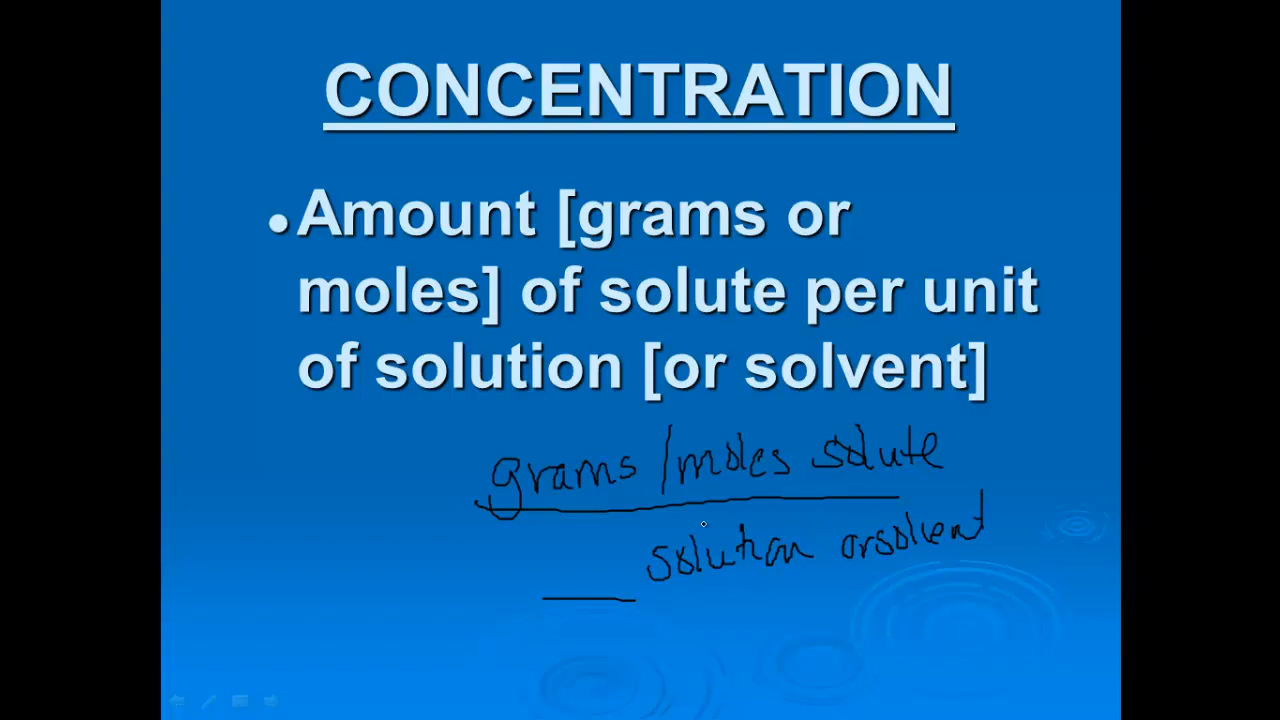 CONCENTRATION
• Amount [grams or
moles] of solute per unit
of solution [or solvent]
grams / moles solute
___ solution or solvent